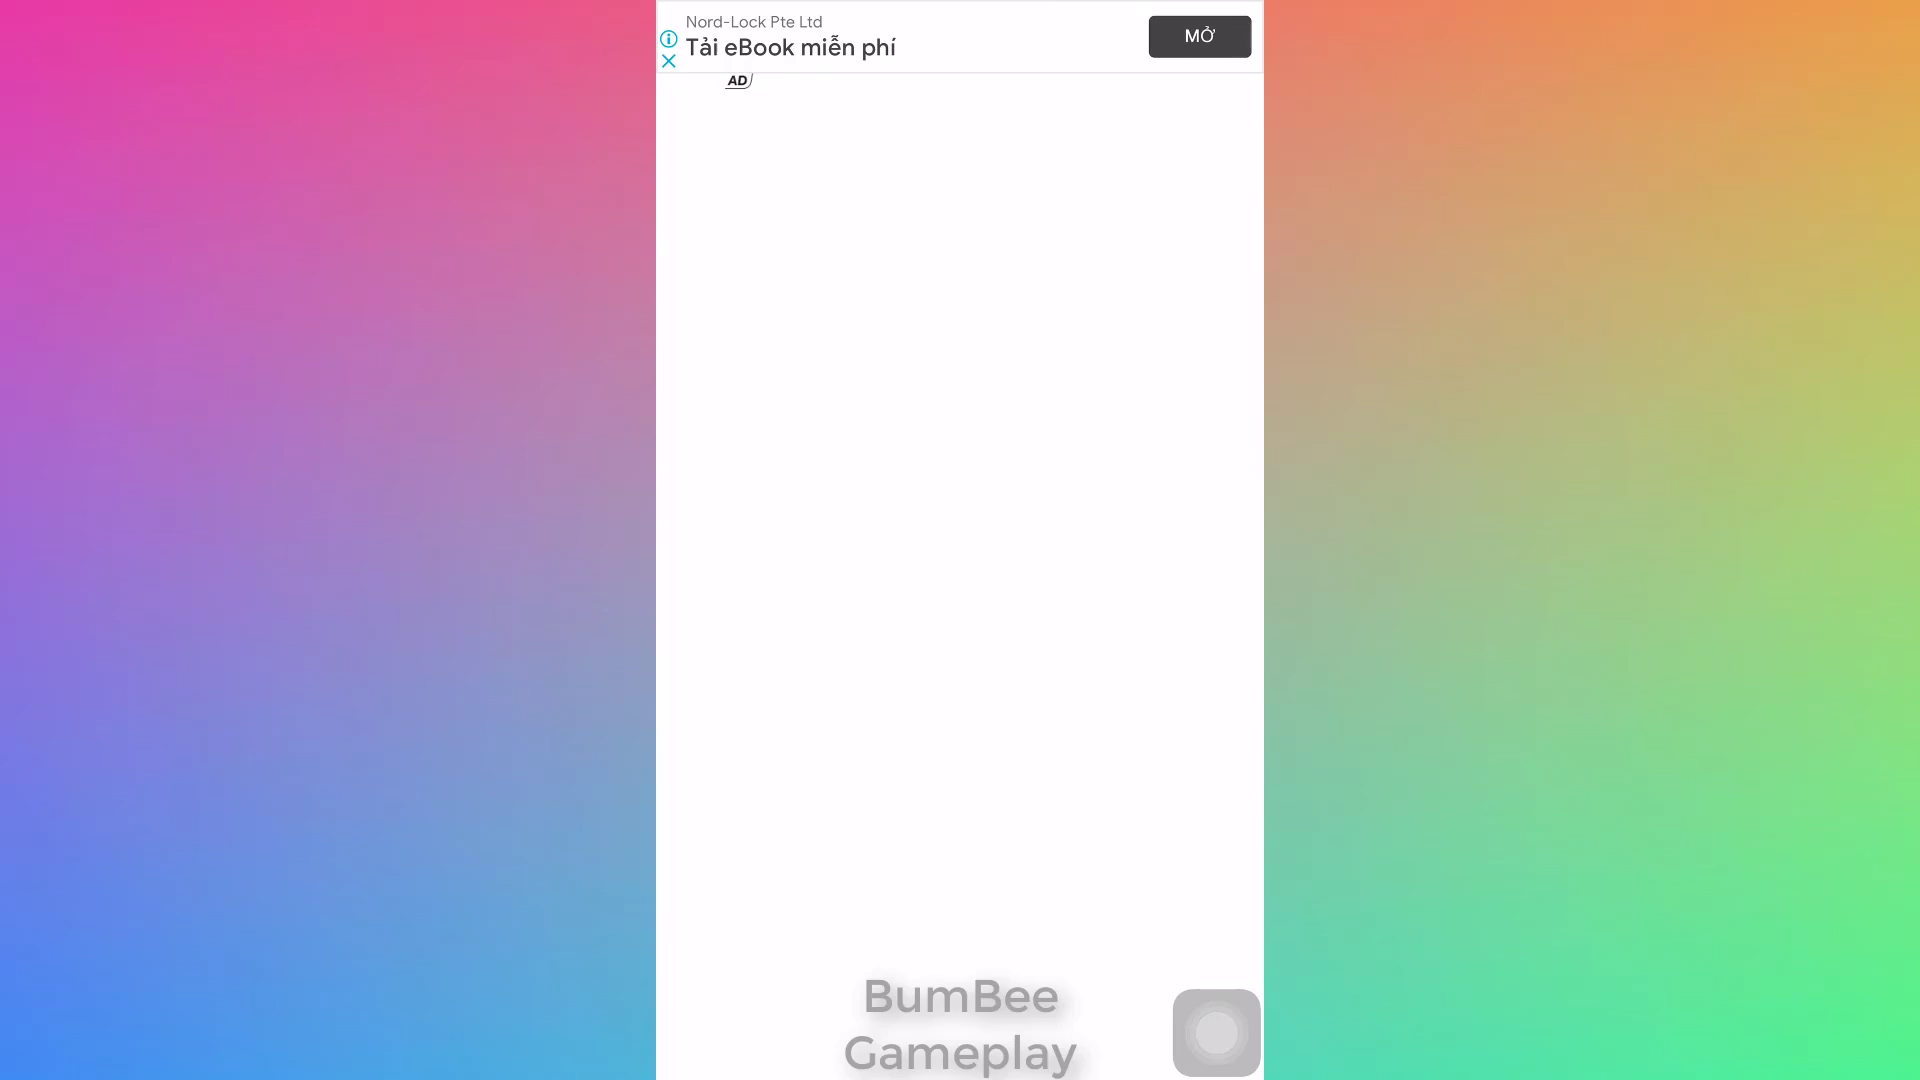 Nord-Lock Pte Ltd
Tải eBook miễn phí
MỞ
AD
BumBee
Gameplay